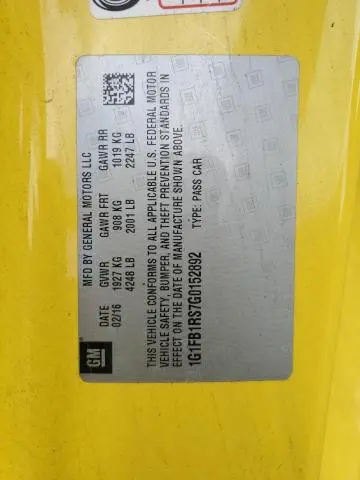 GM
MFD BY GENERAL MOTORS LLC
DATE GVWR GAWR FRT GAWR RR
02/16 1927 KG 908 KG 1019 KG
4248 LB 2001 LB 2247 LB
THIS VEHICLE CONFORMS TO ALL APPLICABLE U.S. FEDERAL MOTOR
VEHICLE SAFETY, BUMPER, AND THEFT PREVENTION STANDARDS IN
EFFECT ON THE DATE OF MANUFACTURE SHOWN ABOVE.
1G1FB1RS7G0152892 TYPE: PASS CAR